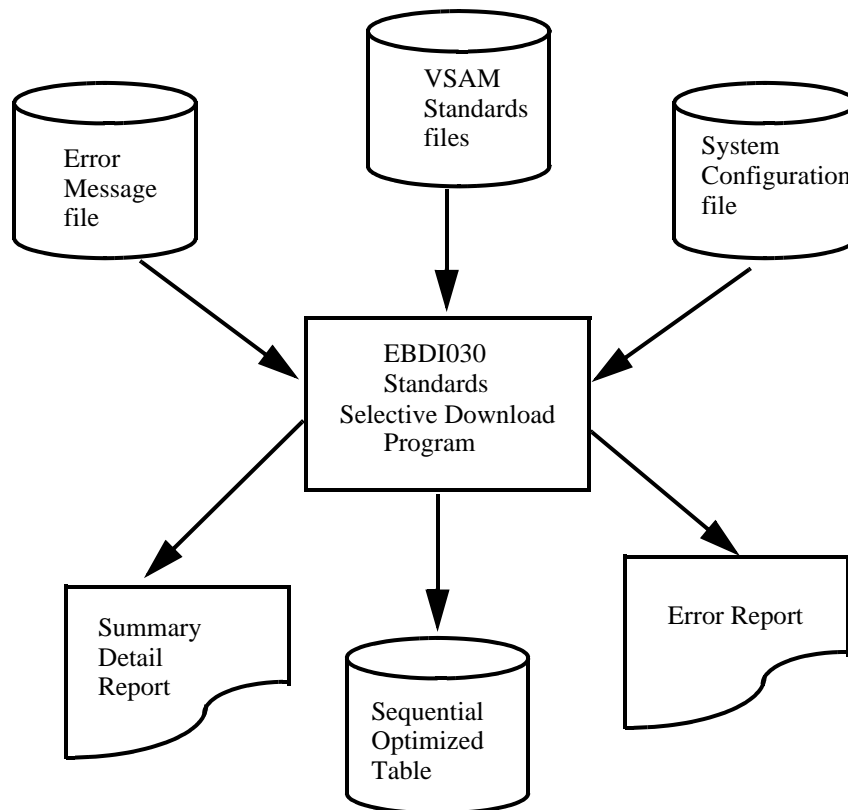 VSAM
Standards
files
Error
Message
file
System
Configuration
file
EBDI030
Standards
Selective Download
Program
Summary
Detail
Report
Error Report
Sequential
Optimized
Table